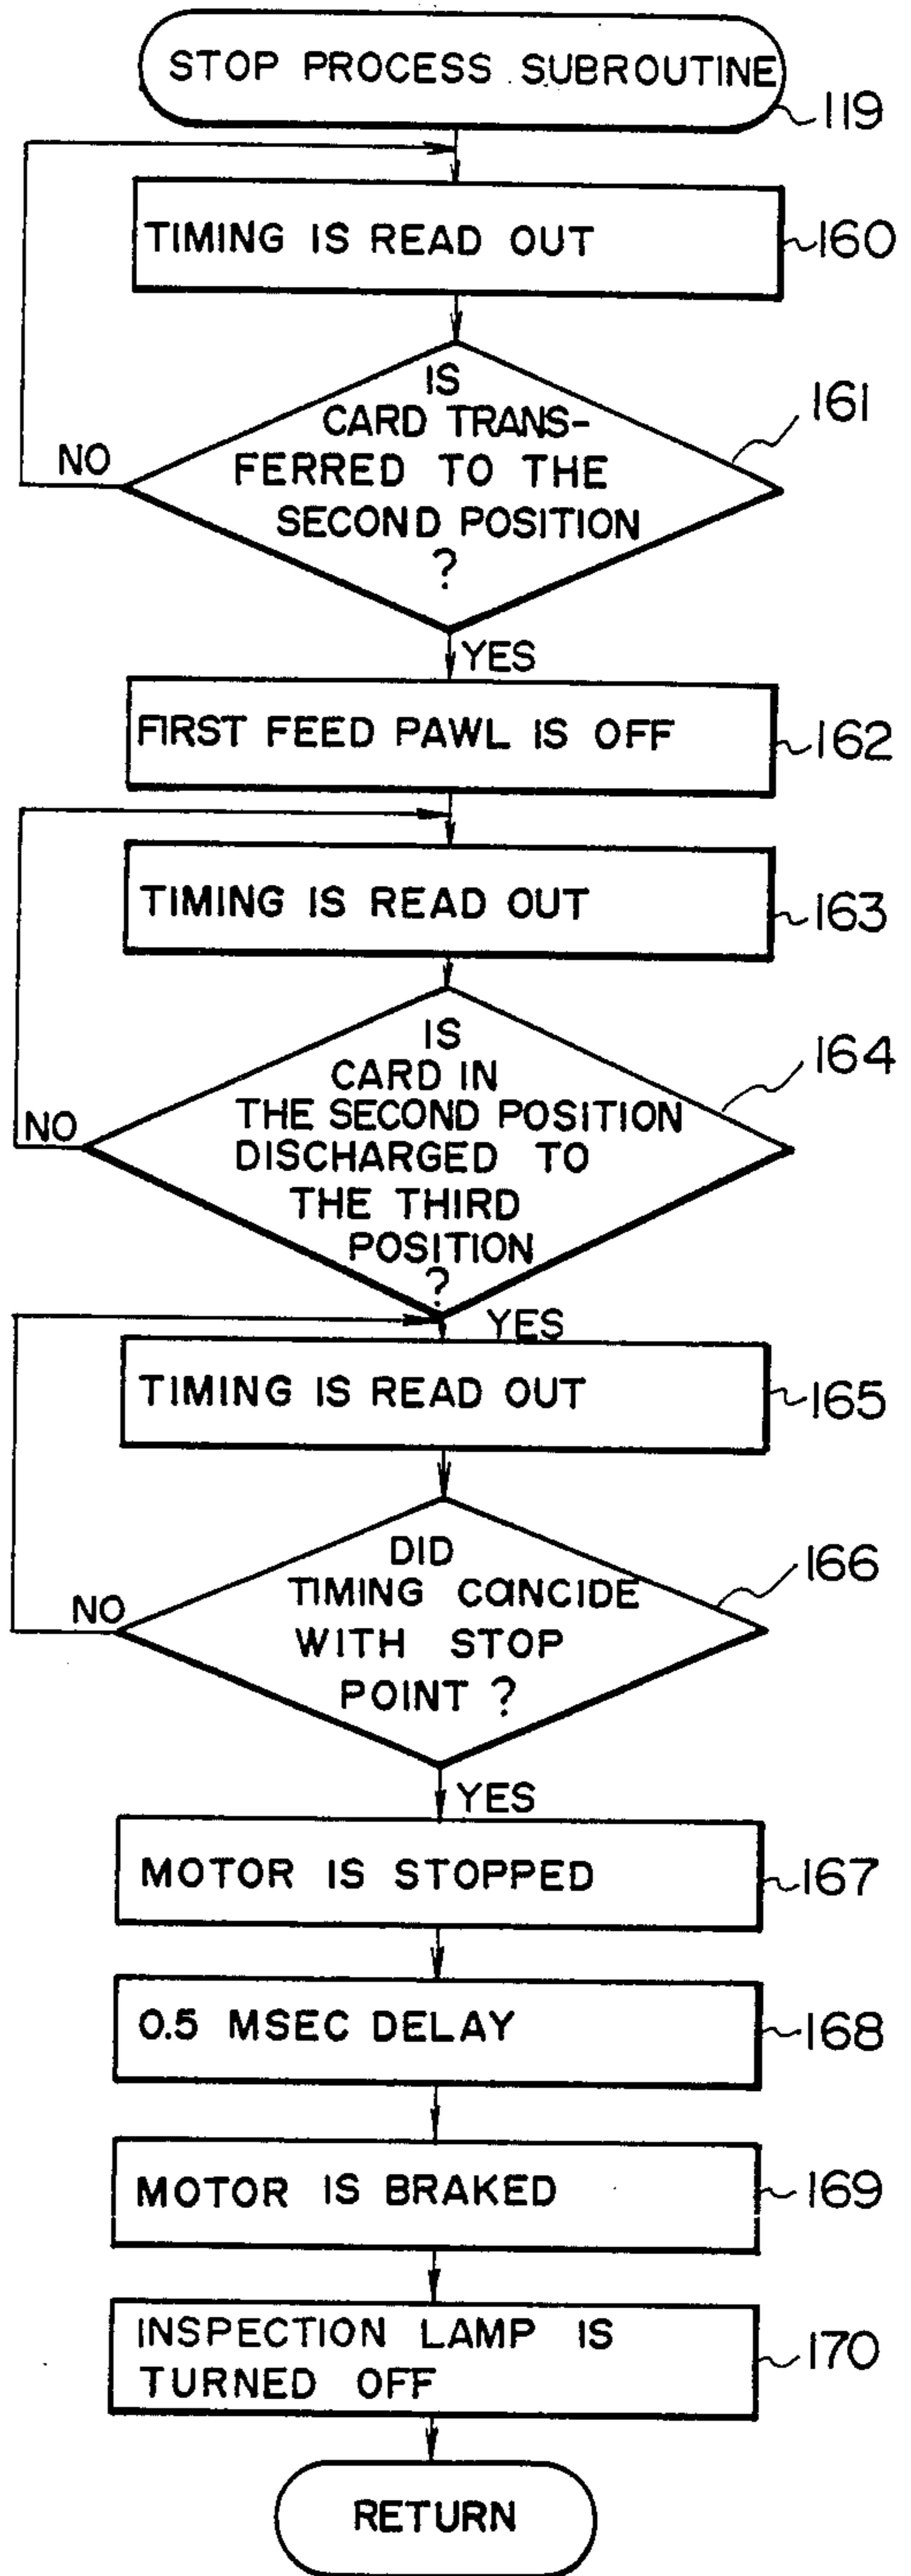 STOP PROCESS SUBROUTINE
119
TIMING IS READ OUT
160
IS
CARD TRANS-
FERRED TO THE
SECOND POSITION
?
161
NO
YES
FIRST FEED PAWL IS OFF
162
TIMING IS READ OUT
163
IS
CARD IN
THE SECOND POSITION
DISCHARGED TO
THE THIRD
POSITION
?
164
NO
YES
TIMING IS READ OUT
165
DID
TIMING COINCIDE
WITH STOP
POINT ?
166
NO
YES
MOTOR IS STOPPED
167
0.5 MSEC DELAY
168
MOTOR IS BRAKED
169
INSPECTION LAMP IS
TURNED OFF
170
RETURN